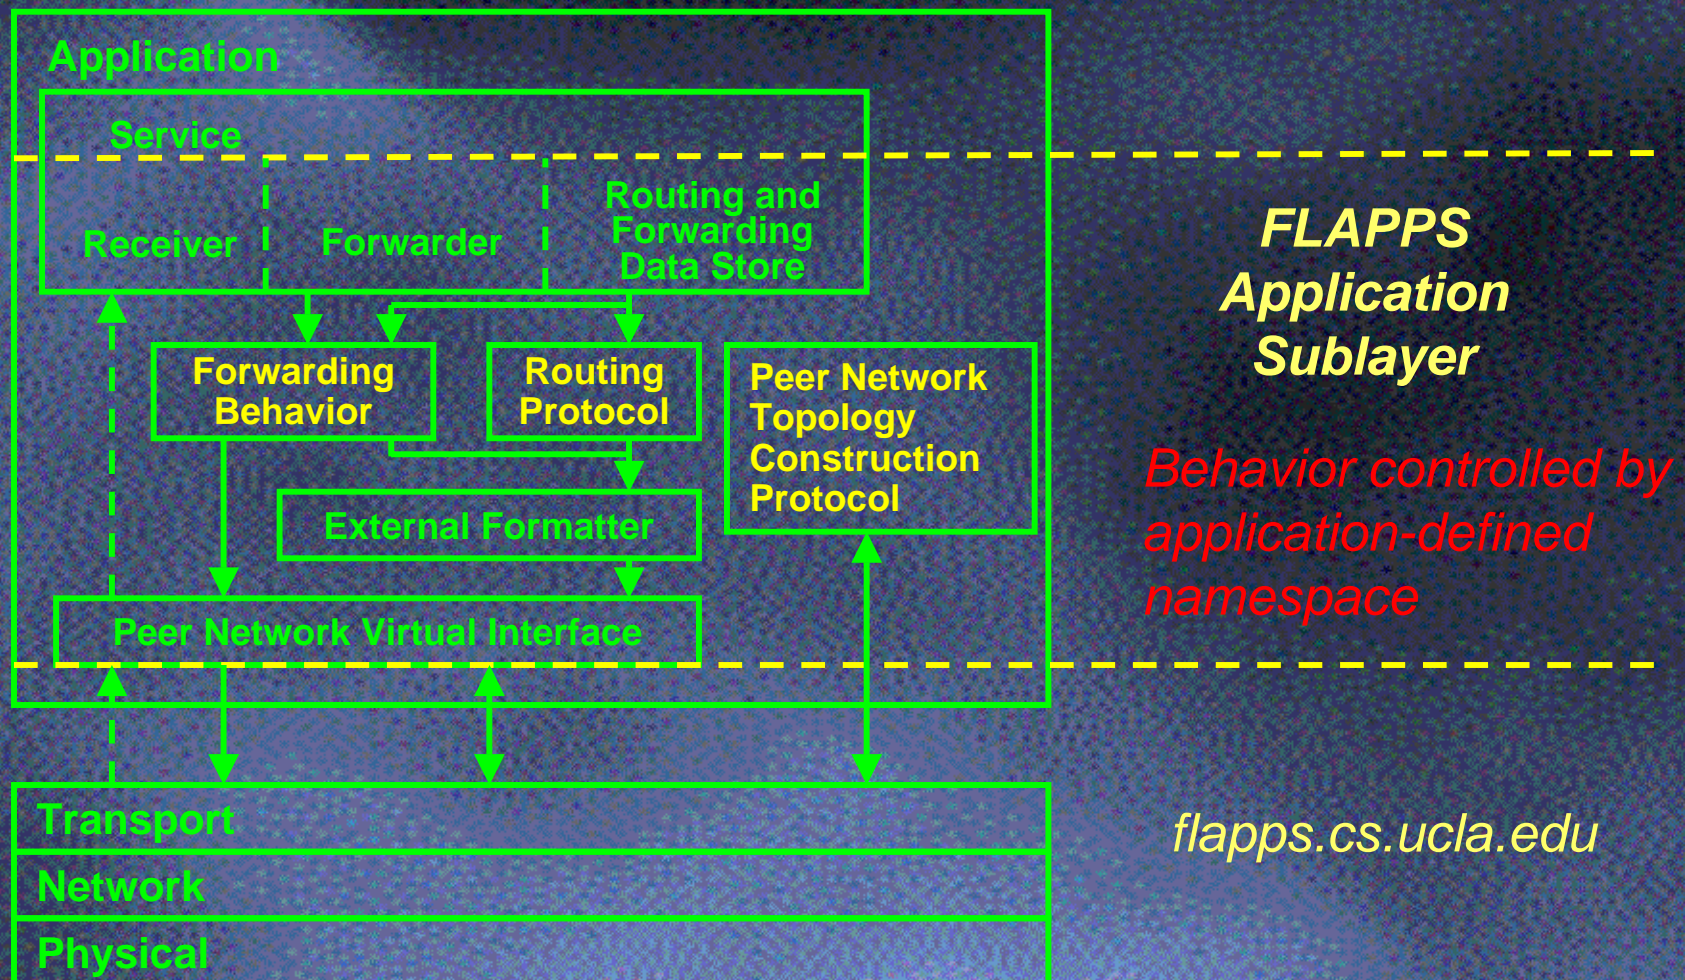 Application
Service
Receiver
Forwarder
Routing and
Forwarding
Data Store
Forwarding
Behavior
Routing
Protocol
Peer Network
Topology
Construction
Protocol
External Formatter
Peer Network Virtual Interface
Transport
Network
Physical
FLAPPS
Application
Sublayer
Behavior controlled by
application-defined
namespace
flapps.cs.ucla.edu